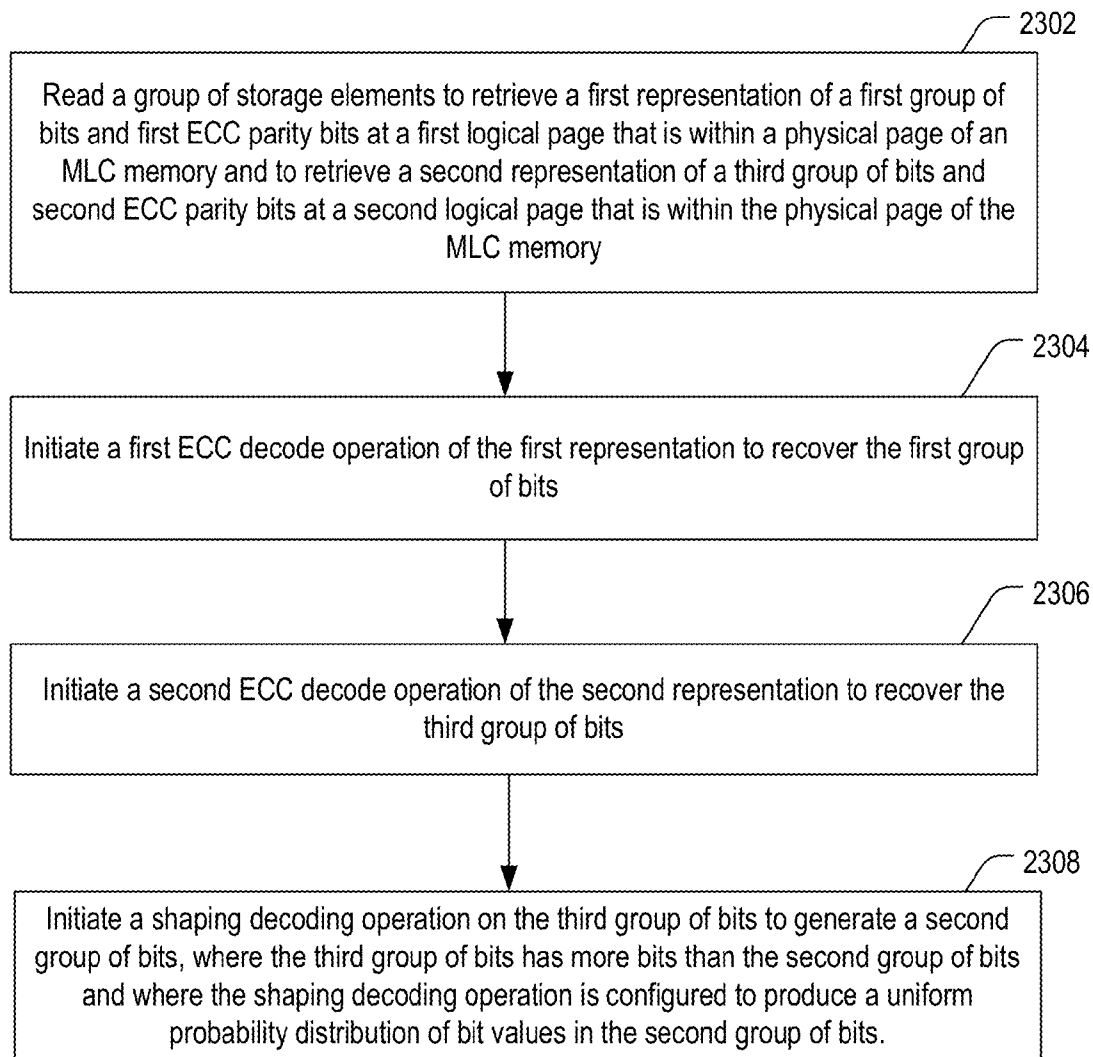 2302
Read a group of storage elements to retrieve a first representation of a first group of
bits and first ECC parity bits at a first logical page that is within a physical page of an
MLC memory and to retrieve a second representation of a third group of bits and
second ECC parity bits at a second logical page that is within the physical page of the
MLC memory
2304
Initiate a first ECC decode operation of the first representation to recover the first group
of bits
2306
Initiate a second ECC decode operation of the second representation to recover the
third group of bits
2308
Initiate a shaping decoding operation on the third group of bits to generate a second
group of bits, where the third group of bits has more bits than the second group of bits
and where the shaping decoding operation is configured to produce a uniform
probability distribution of bit values in the second group of bits.